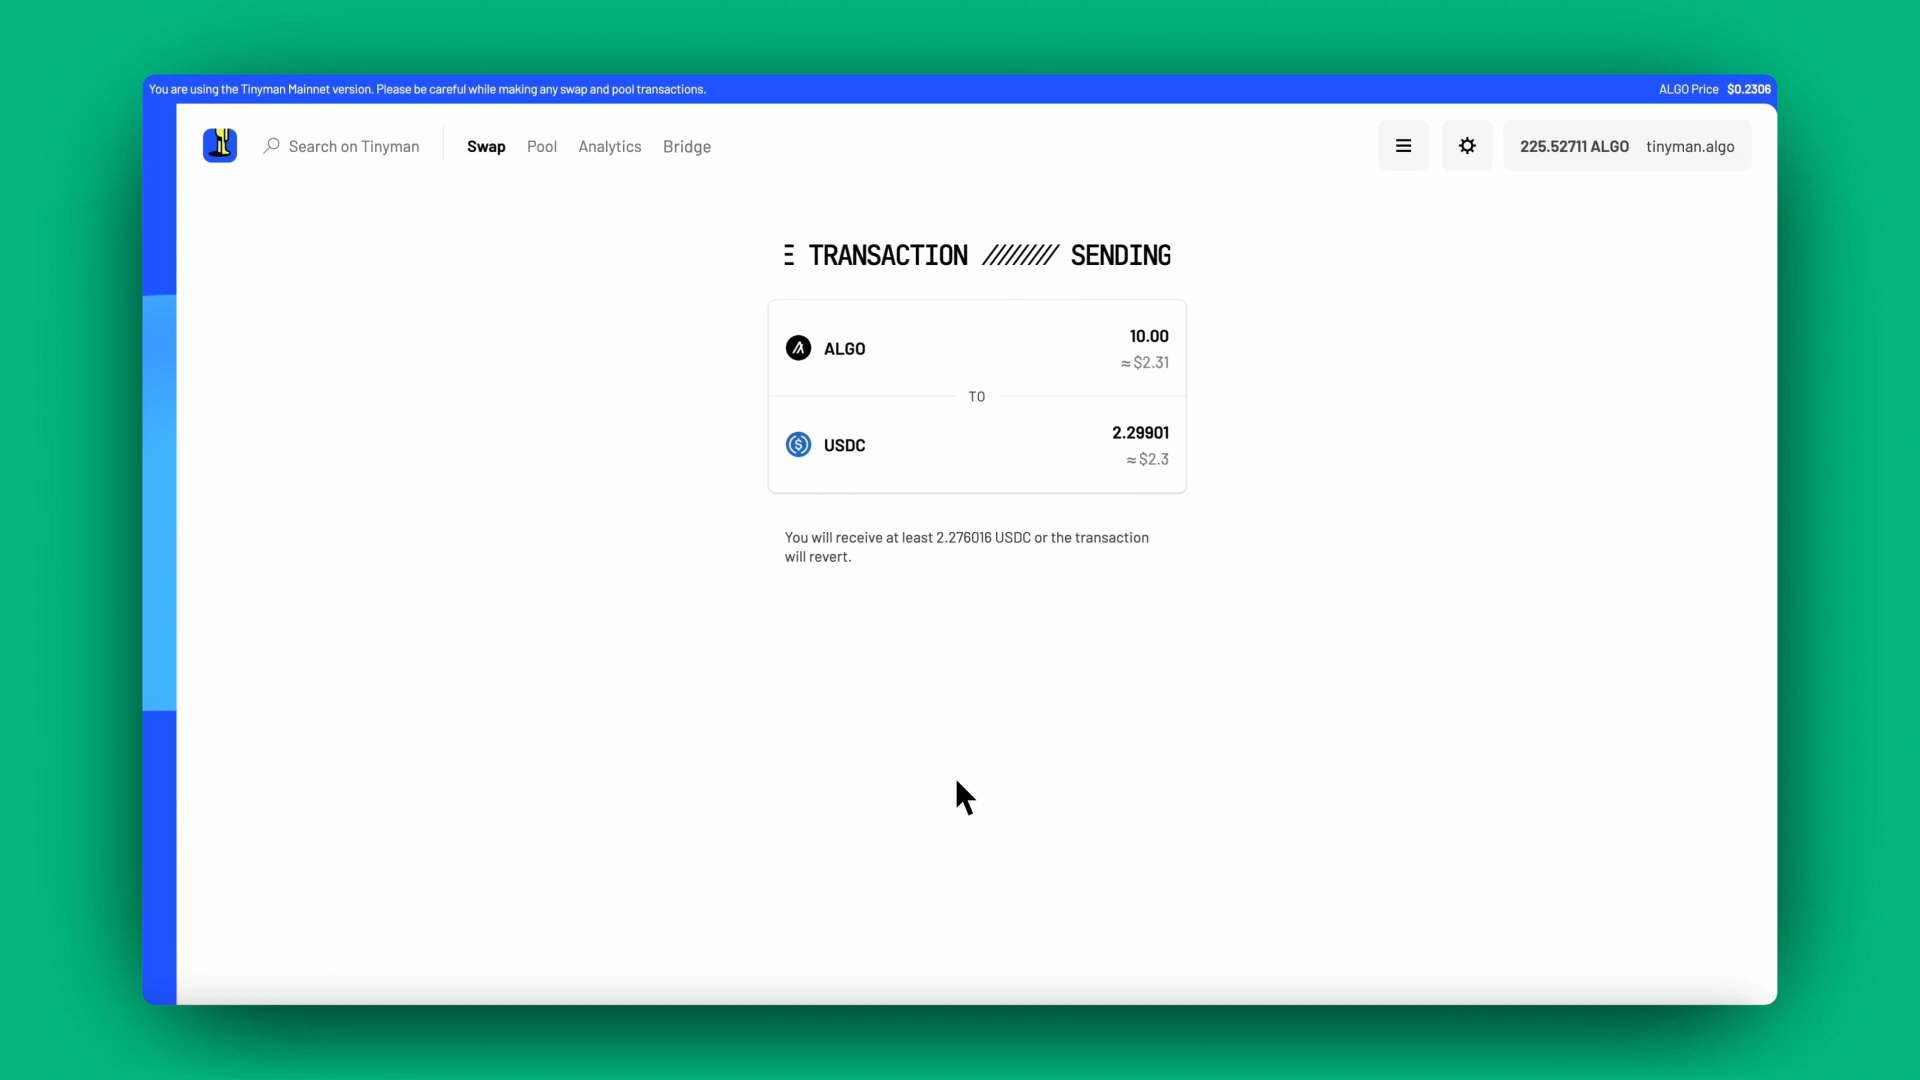 You are using the Tinyman Mainnet version. Please be careful while making any swap and pool transactions.
ALGO Price $0.2306
Search on Tinyman
Swap
Pool
Analytics
Bridge
225.52711 ALGO tinyman.algo
TRANSACTION ///////// SENDING
ALGO
10.00
≈ $2.31
TO
USDC
2.29901
≈ $2.3
You will receive at least 2.276016 USDC or the transaction
will revert.